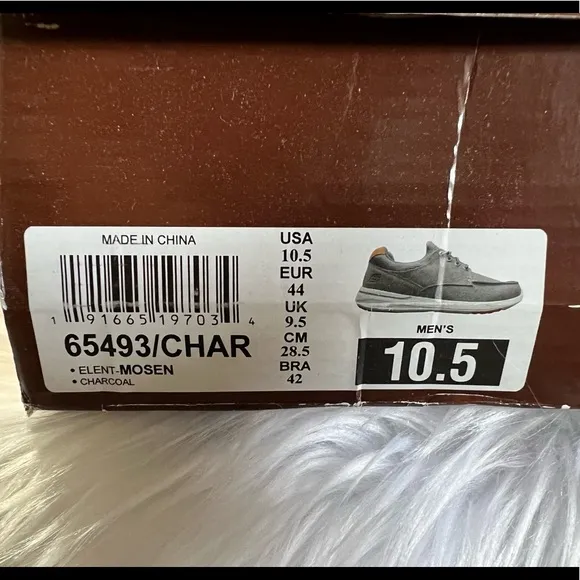 MADE IN CHINA
1 91665 19703 4
65493/CHAR
• ELENT-MOSEN
• CHARCOAL
USA
10.5
EUR
44
UK
9.5
CM
28.5
BRA
42
MEN'S
10.5